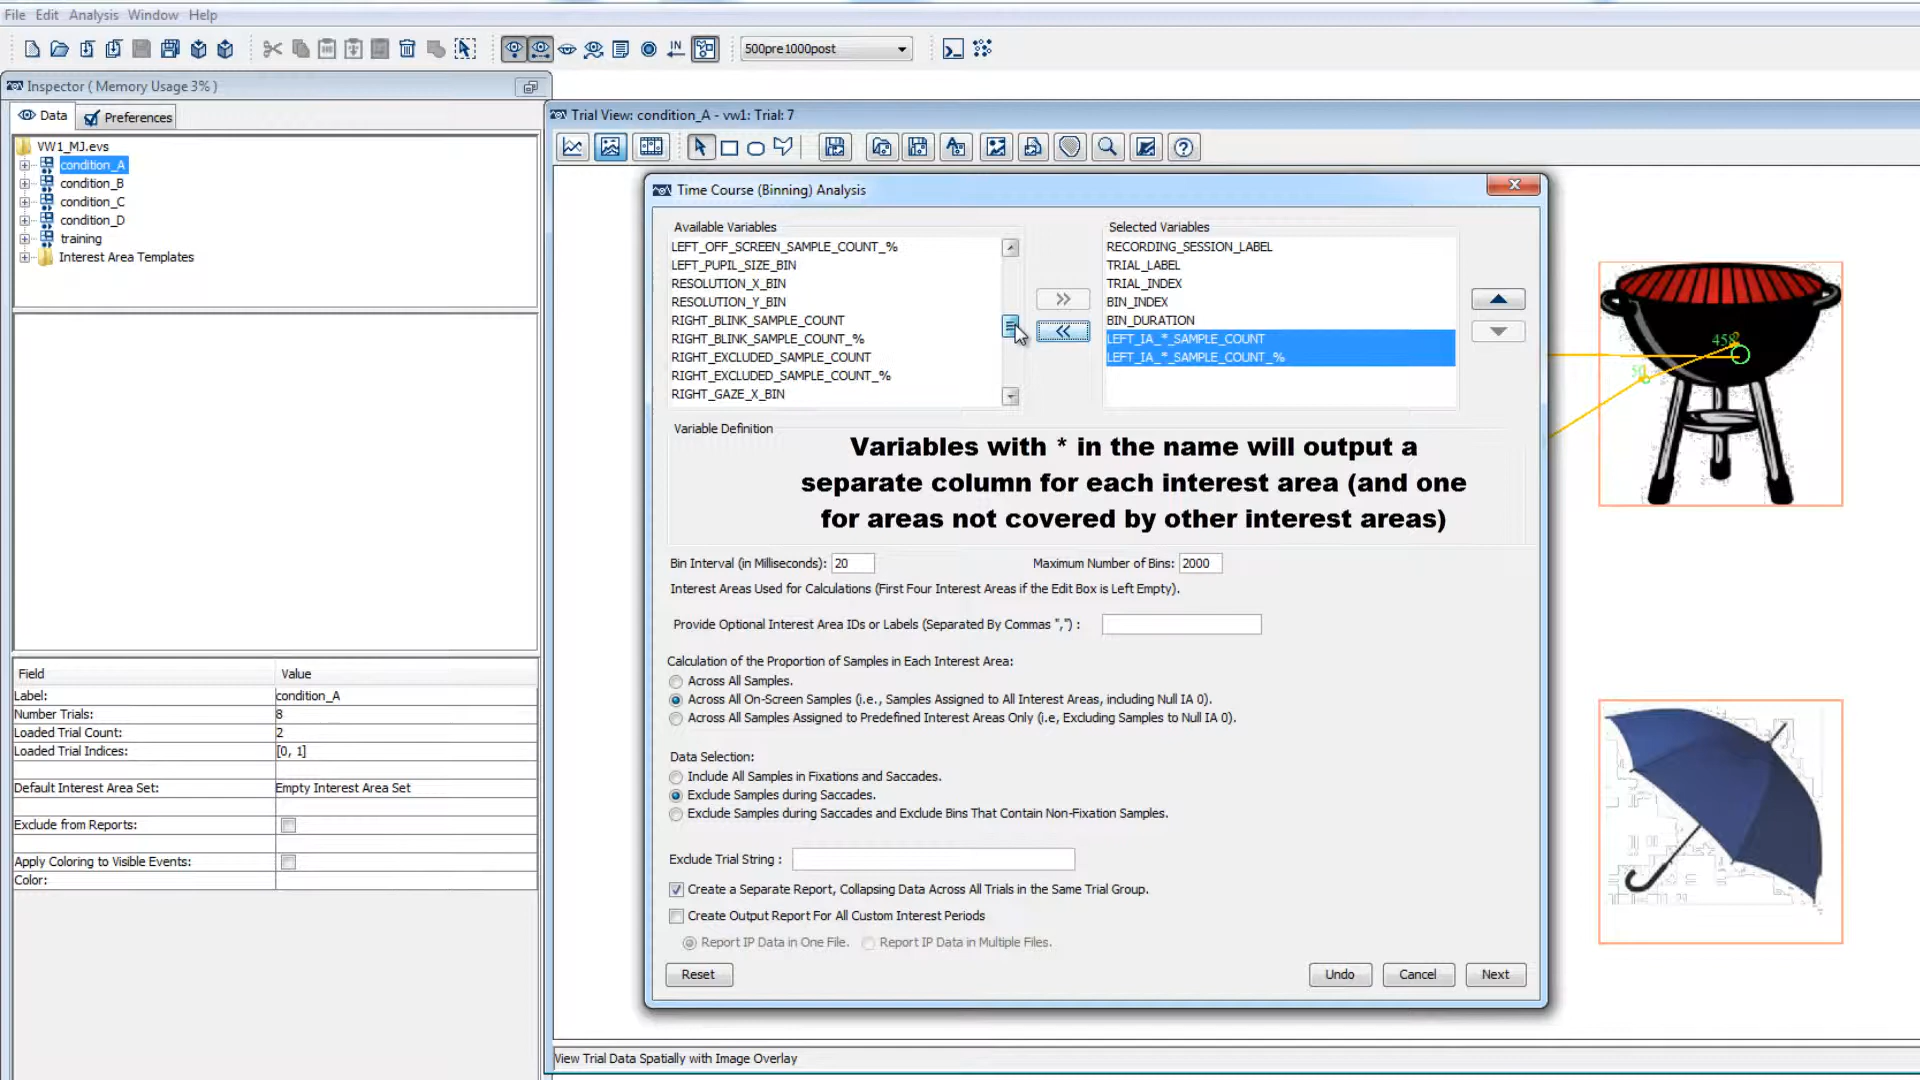 File Edit Analysis Window Help
IN
500pre1000post
Inspector ( Memory Usage 3% )
Data
Preferences
VW1_MJ.evs
condition_A
condition_B
condition_C
condition_D
training
Interest Area Templates
Field Value
Label: condition_A
Number Trials: 8
Loaded Trial Count: 2
Loaded Trial Indices: [0, 1]
Default Interest Area Set: Empty Interest Area Set
Exclude from Reports:
Apply Coloring to Visible Events:
Color:
Trial View: condition_A - vw1: Trial: 7
Time Course (Binning) Analysis
Available Variables
LEFT_OFF_SCREEN_SAMPLE_COUNT_%
LEFT_PUPIL_SIZE_BIN
RESOLUTION_X_BIN
RESOLUTION_Y_BIN
RIGHT_BLINK_SAMPLE_COUNT
RIGHT_BLINK_SAMPLE_COUNT_%
RIGHT_EXCLUDED_SAMPLE_COUNT
RIGHT_EXCLUDED_SAMPLE_COUNT_%
RIGHT_GAZE_X_BIN
>>
<<
Selected Variables
RECORDING_SESSION_LABEL
TRIAL_LABEL
TRIAL_INDEX
BIN_INDEX
BIN_DURATION
LEFT_IA_*_SAMPLE_COUNT
LEFT_IA_*_SAMPLE_COUNT_%
Variable Definition
Variables with * in the name will output a
separate column for each interest area (and one
for areas not covered by other interest areas)
Bin Interval (in Milliseconds): 20 Maximum Number of Bins: 2000
Interest Areas Used for Calculations (First Four Interest Areas if the Edit Box is Left Empty).
Provide Optional Interest Area IDs or Labels (Separated By Commas ",") :
Calculation of the Proportion of Samples in Each Interest Area:
Across All Samples.
Across All On-Screen Samples (i.e., Samples Assigned to All Interest Areas, including Null IA 0).
Across All Samples Assigned to Predefined Interest Areas Only (i.e, Excluding Samples to Null IA 0).
Data Selection:
Include All Samples in Fixations and Saccades.
Exclude Samples during Saccades.
Exclude Samples during Saccades and Exclude Bins That Contain Non-Fixation Samples.
Exclude Trial String :
Create a Separate Report, Collapsing Data Across All Trials in the Same Trial Group.
Create Output Report For All Custom Interest Periods
Report IP Data in One File. Report IP Data in Multiple Files.
Reset Undo Cancel Next
View Trial Data Spatially with Image Overlay